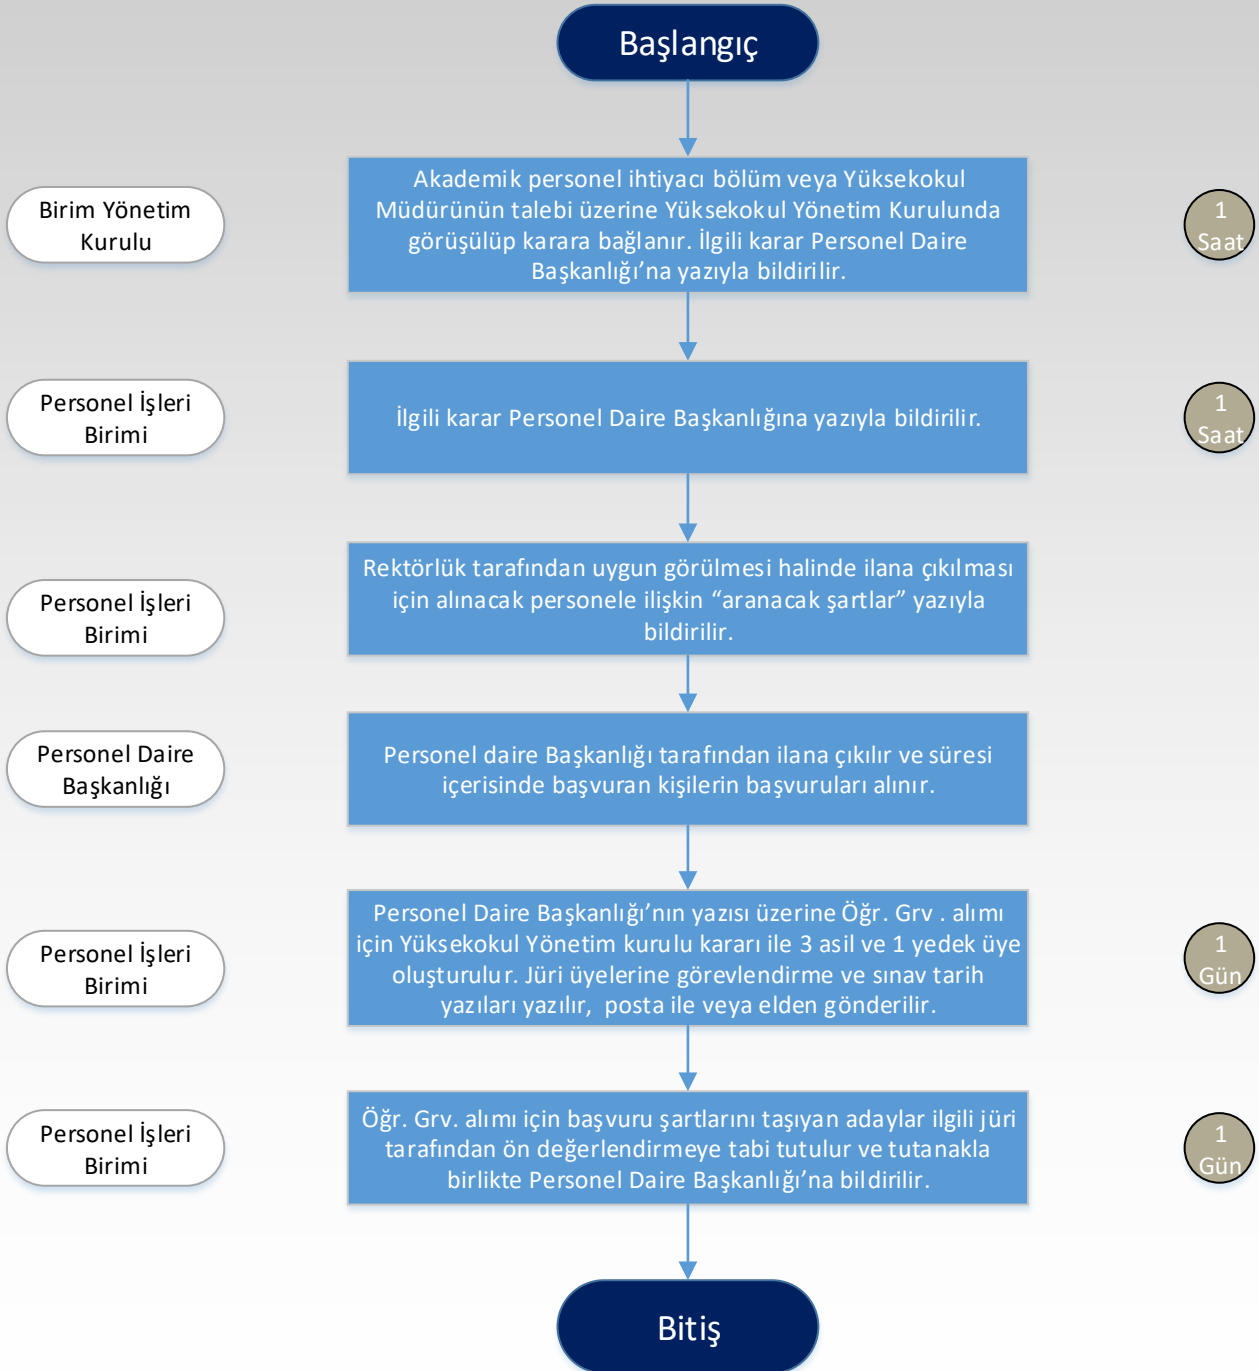 Başlangıç
Birim Yönetim
Kurulu
Akademik personel ihtiyacı bölüm veya Yüksekokul
Müdürünün talebi üzerine Yüksekokul Yönetim Kurulunda
görüşülüp karara bağlanır. İlgili karar Personel Daire
Başkanlığı’na yazıyla bildirilir.
1
Saat
Personel İşleri
Birimi
İlgili karar Personel Daire Başkanlığına yazıyla bildirilir.
1
Saat
Personel İşleri
Birimi
Rektörlük tarafından uygun görülmesi halinde ilana çıkılması
için alınacak personele ilişkin “aranacak şartlar” yazıyla
bildirilir.
Personel Daire
Başkanlığı
Personel daire Başkanlığı tarafından ilana çıkılır ve süresi
içerisinde başvuran kişilerin başvuruları alınır.
Personel İşleri
Birimi
Personel Daire Başkanlığı’nın yazısı üzerine Öğr. Grv . alımı
için Yüksekokul Yönetim kurulu kararı ile 3 asil ve 1 yedek üye
oluşturulur. Jüri üyelerine görevlendirme ve sınav tarih
yazıları yazılır, posta ile veya elden gönderilir.
1
Gün
Personel İşleri
Birimi
Öğr. Grv. alımı için başvuru şartlarını taşıyan adaylar ilgili jüri
tarafından ön değerlendirmeye tabi tutulur ve tutanakla
birlikte Personel Daire Başkanlığı’na bildirilir.
1
Gün
Bitiş